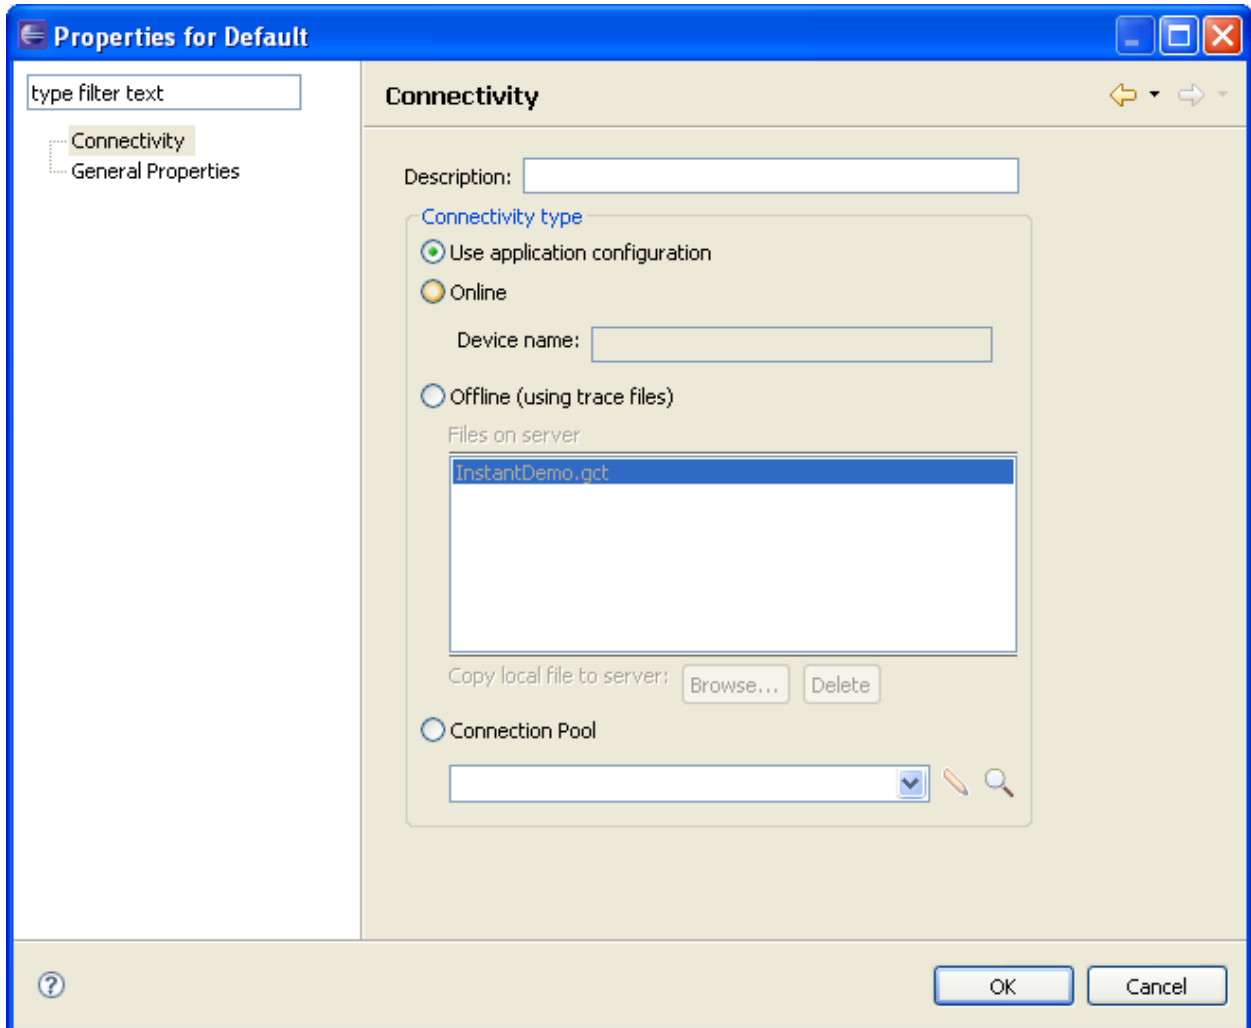 Properties for Default
type filter text
Connectivity
General Properties
Connectivity
Description:
Connectivity type
Use application configuration
Online
Device name:
Offline (using trace files)
Files on server
InstantDemo.gct
Copy local file to server: Browse... Delete
Connection Pool
? OK Cancel